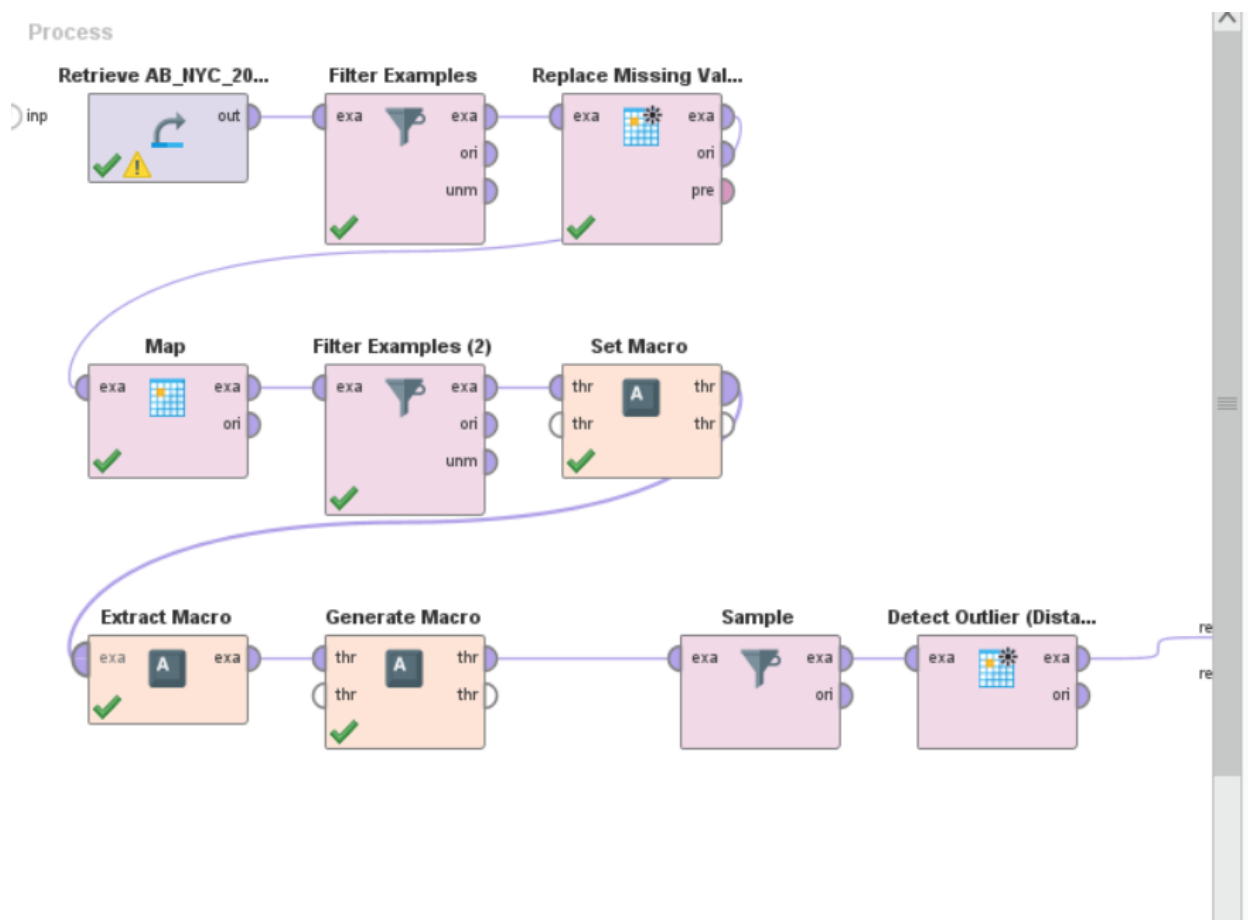 Process
Retrieve AB_NYC_20... Filter Examples Replace Missing Val...
inp out exa exa exa exa
ori ori
unm pre
Map Filter Examples (2) Set Macro
exa exa exa exa thr thr
ori ori thr thr
unm
Extract Macro Generate Macro Sample Detect Outlier (Dista...
re
exa exa thr thr exa exa exa exa
re
thr thr ori ori